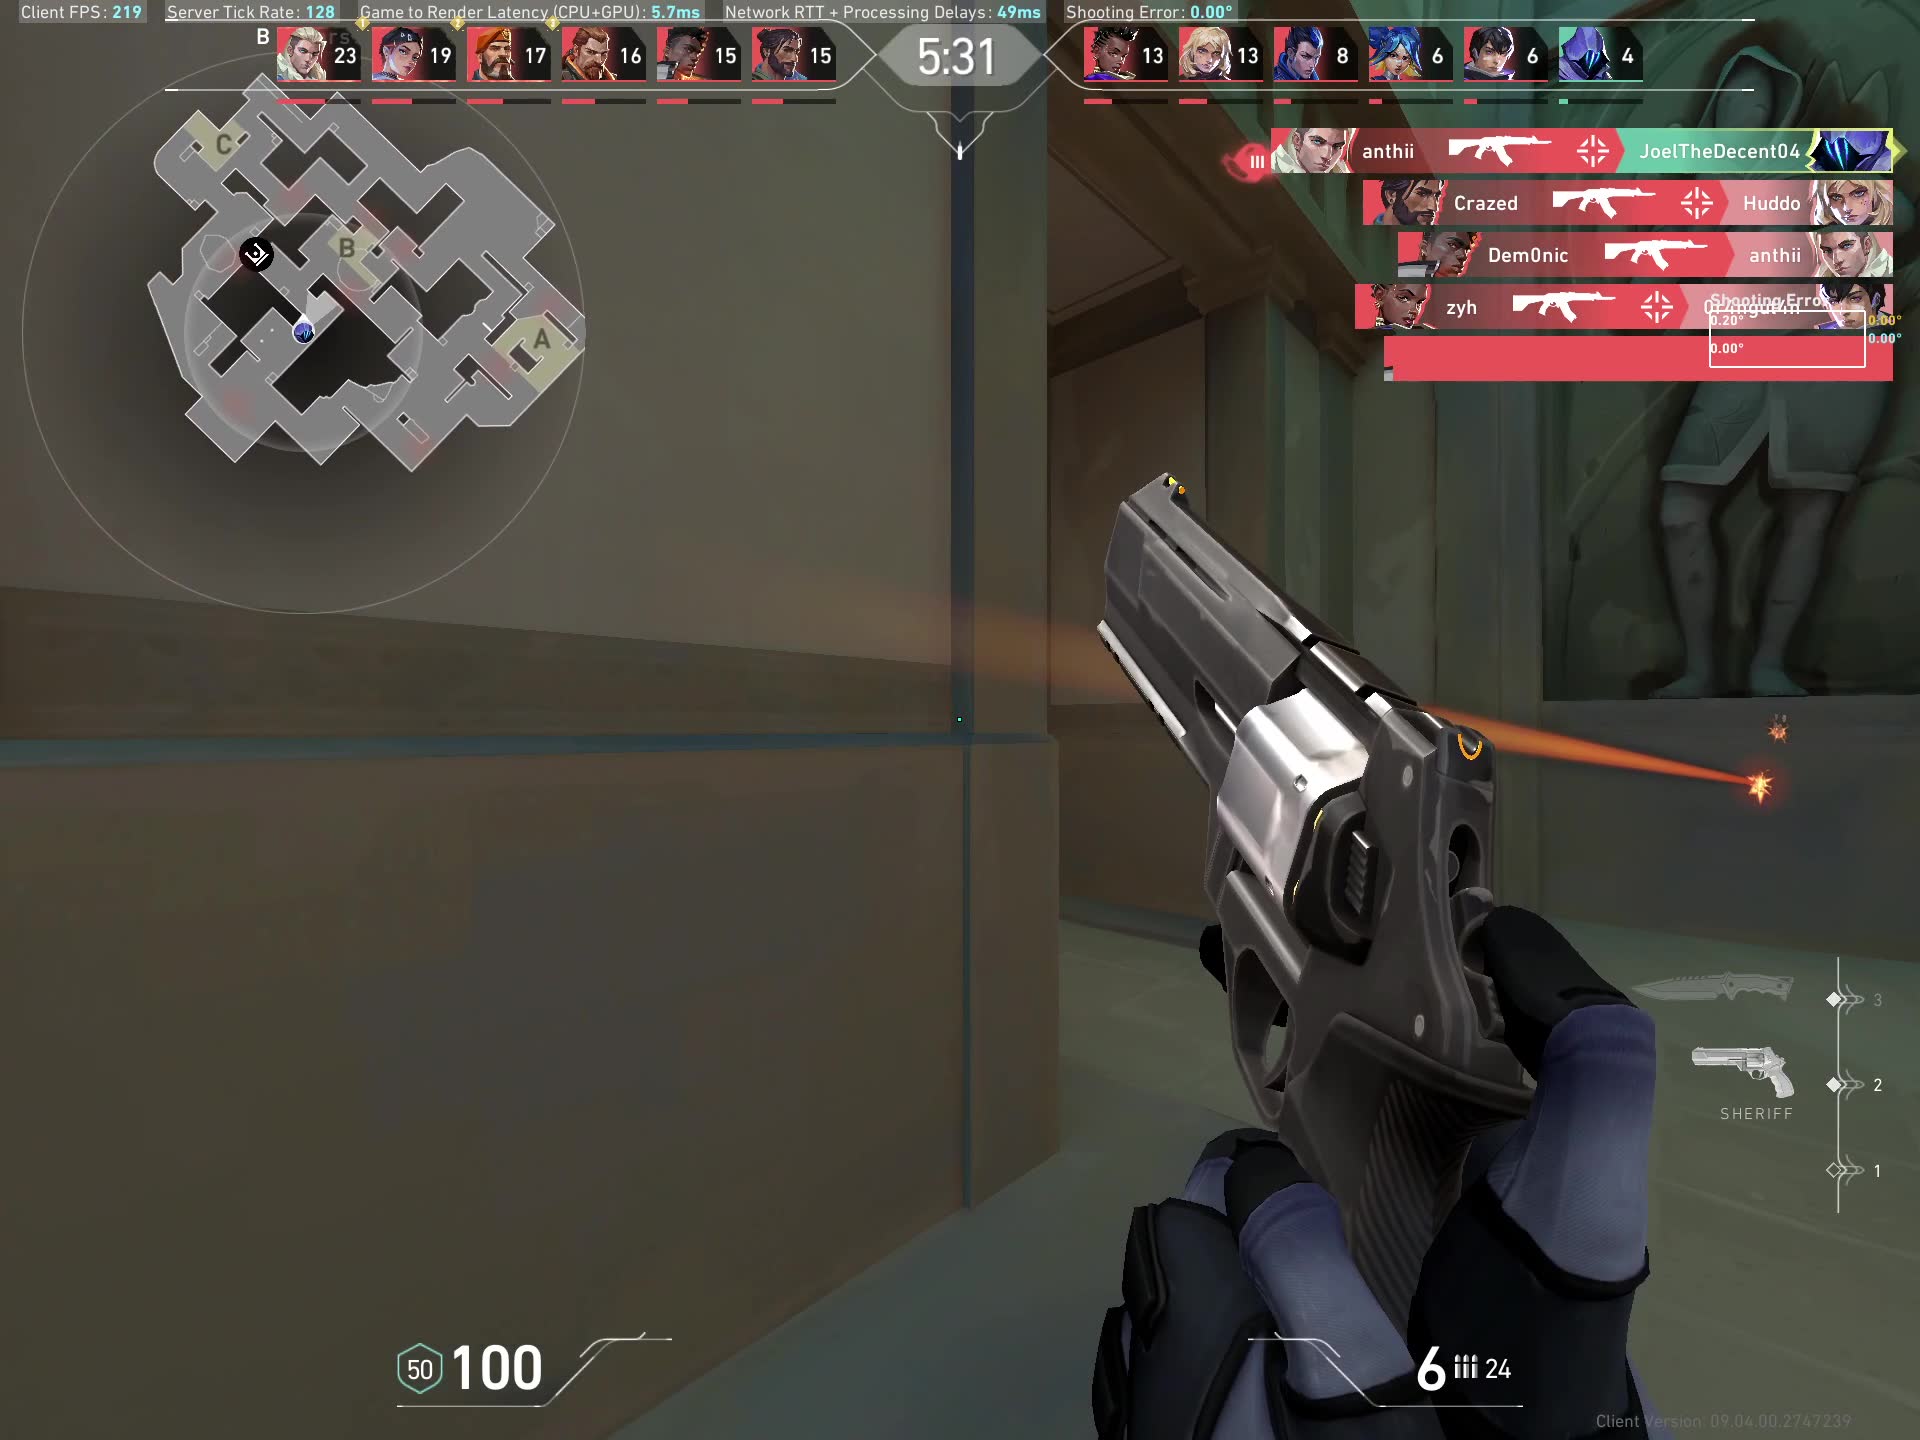 Client FPS: 219 Server Tick Rate: 128 Game to Render Latency (CPU+GPU): 5.7ms Network RTT + Processing Delays: 49ms Shooting Error: 0.00°
B
23 19 17 16 15 15 5:31 13 13 8 6 6 4
anthii JoelTheDecent04
Crazed Huddo
Dem0nic anthii
zyh
Shooting Error
0.20° 0.00°
0.00°
0.00°
C
B
A
3
2
SHERIFF
1
50 100
6 24
Client Version: 09.04.00.2747239